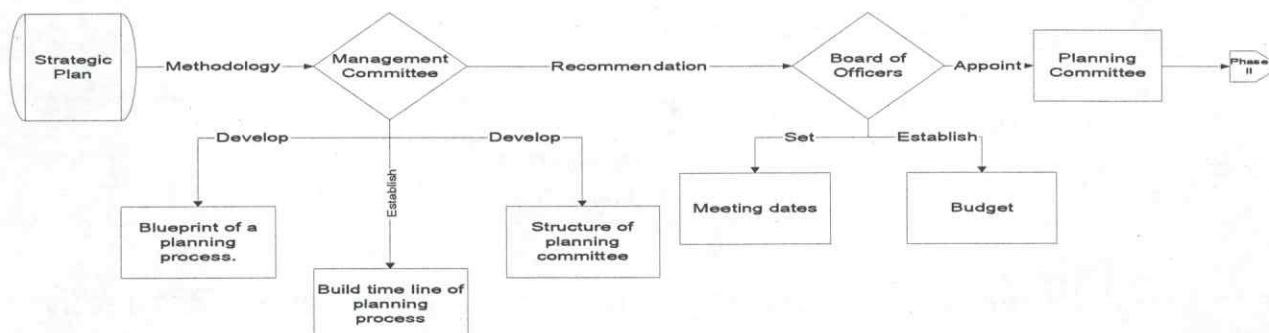 Strategic
Plan
Methodology
Management
Committee
Recommendation
Board of
Officers
Appoint
Planning
Committee
Phase
II
Develop
Develop
Establish
Set
Establish
Blueprint of a
planning
process.
Build time line of
planning
process
Structure of
planning
committee
Meeting dates
Budget